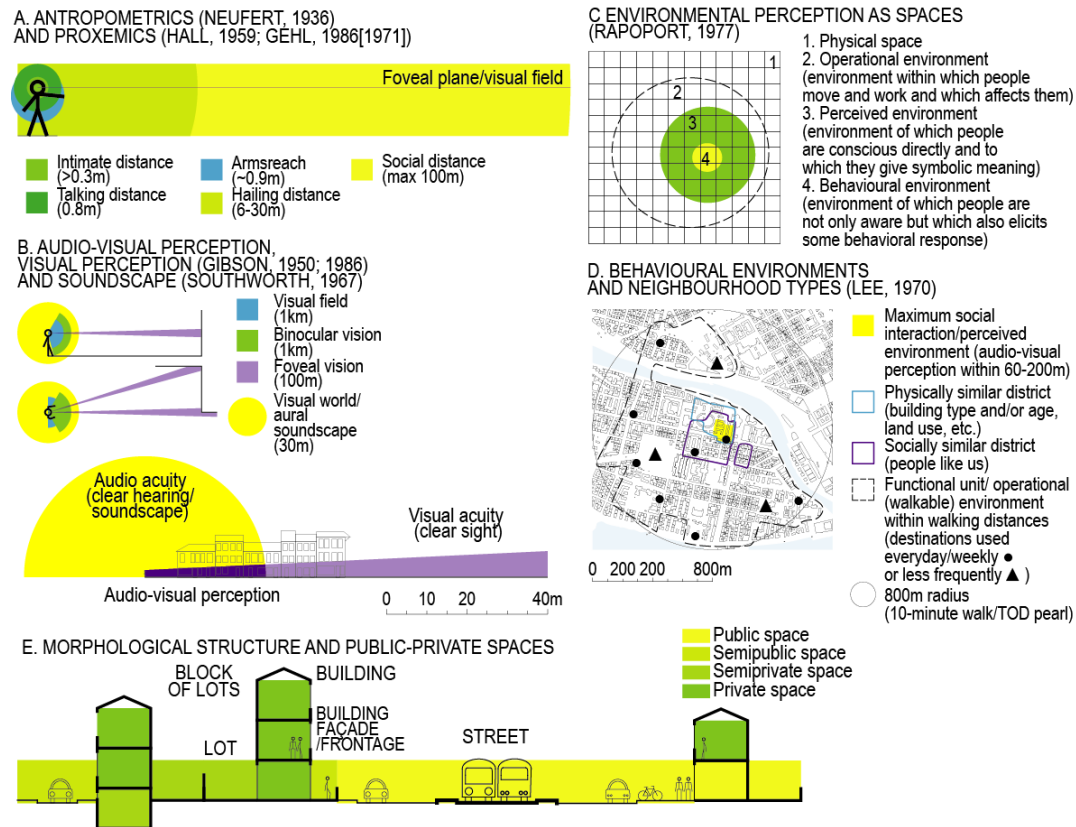 A. ANTROPOMETRICS (NEUFERT, 1936)
AND PROXEMICS (HALL, 1959; GEHL, 1986[1971])
Foveal plane/visual field
Intimate distance
(>0.3m)
Talking distance
(0.8m)
Armsreach
(~0.9m)
Hailing distance
(6-30m)
Social distance
(max 100m)
B. AUDIO-VISUAL PERCEPTION,
VISUAL PERCEPTION (GIBSON, 1950; 1986)
AND SOUNDSCAPE (SOUTHWORTH, 1967)
Visual field
(1km)
Binocular vision
(1km)
Foveal vision
(100m)
Visual world/
aural
soundscape
(30m)
Audio acuity
(clear hearing/
soundscape)
Visual acuity
(clear sight)
Audio-visual perception
0 10 20 40m
C ENVIRONMENTAL PERCEPTION AS SPACES
(RAPOPORT, 1977)
1
2
3
4
1. Physical space
2. Operational environment
(environment within which people
move and work and which affects them)
3. Perceived environment
(environment of which people
are conscious directly and to
which they give symbolic meaning)
4. Behavioural environment
(environment of which people are
not only aware but which also elicits
some behavioral response)
D. BEHAVIOURAL ENVIRONMENTS
AND NEIGHBOURHOOD TYPES (LEE, 1970)
0 200 200 800m
Maximum social
interaction/perceived
environment (audio-visual
perception within 60-200m)
Physically similar district
(building type and/or age,
land use, etc.)
Socially similar district
(people like us)
Functional unit/ operational
(walkable) environment
within walking distances
(destinations used
everyday/weekly ●
or less frequently ▲ )
800m radius
(10-minute walk/TOD pearl)
E. MORPHOLOGICAL STRUCTURE AND PUBLIC-PRIVATE SPACES
Public space
Semipublic space
Semiprivate space
Private space
BLOCK
OF LOTS
BUILDING
BUILDING
FAÇADE
/FRONTAGE
LOT
STREET